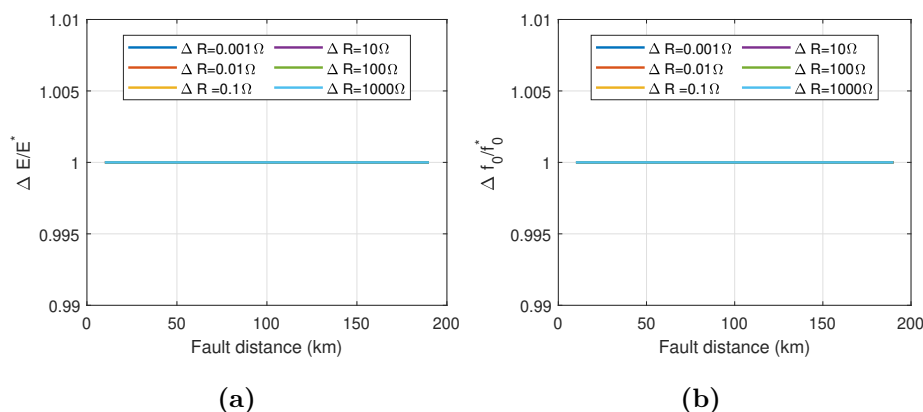 1.01
1.005
1
0.995
0.99
Δ E/E*
Δ R=0.001Ω
Δ R=0.01Ω
Δ R =0.1Ω
Δ R=10Ω
Δ R=100Ω
Δ R=1000Ω
0 50 100 150 200
Fault distance (km)
(a)
1.01
1.005
1
0.995
0.99
Δ f₀/f₀*
Δ R=0.001Ω
Δ R=0.01Ω
Δ R =0.1Ω
Δ R=10Ω
Δ R=100Ω
Δ R=1000Ω
0 50 100 150 200
Fault distance (km)
(b)